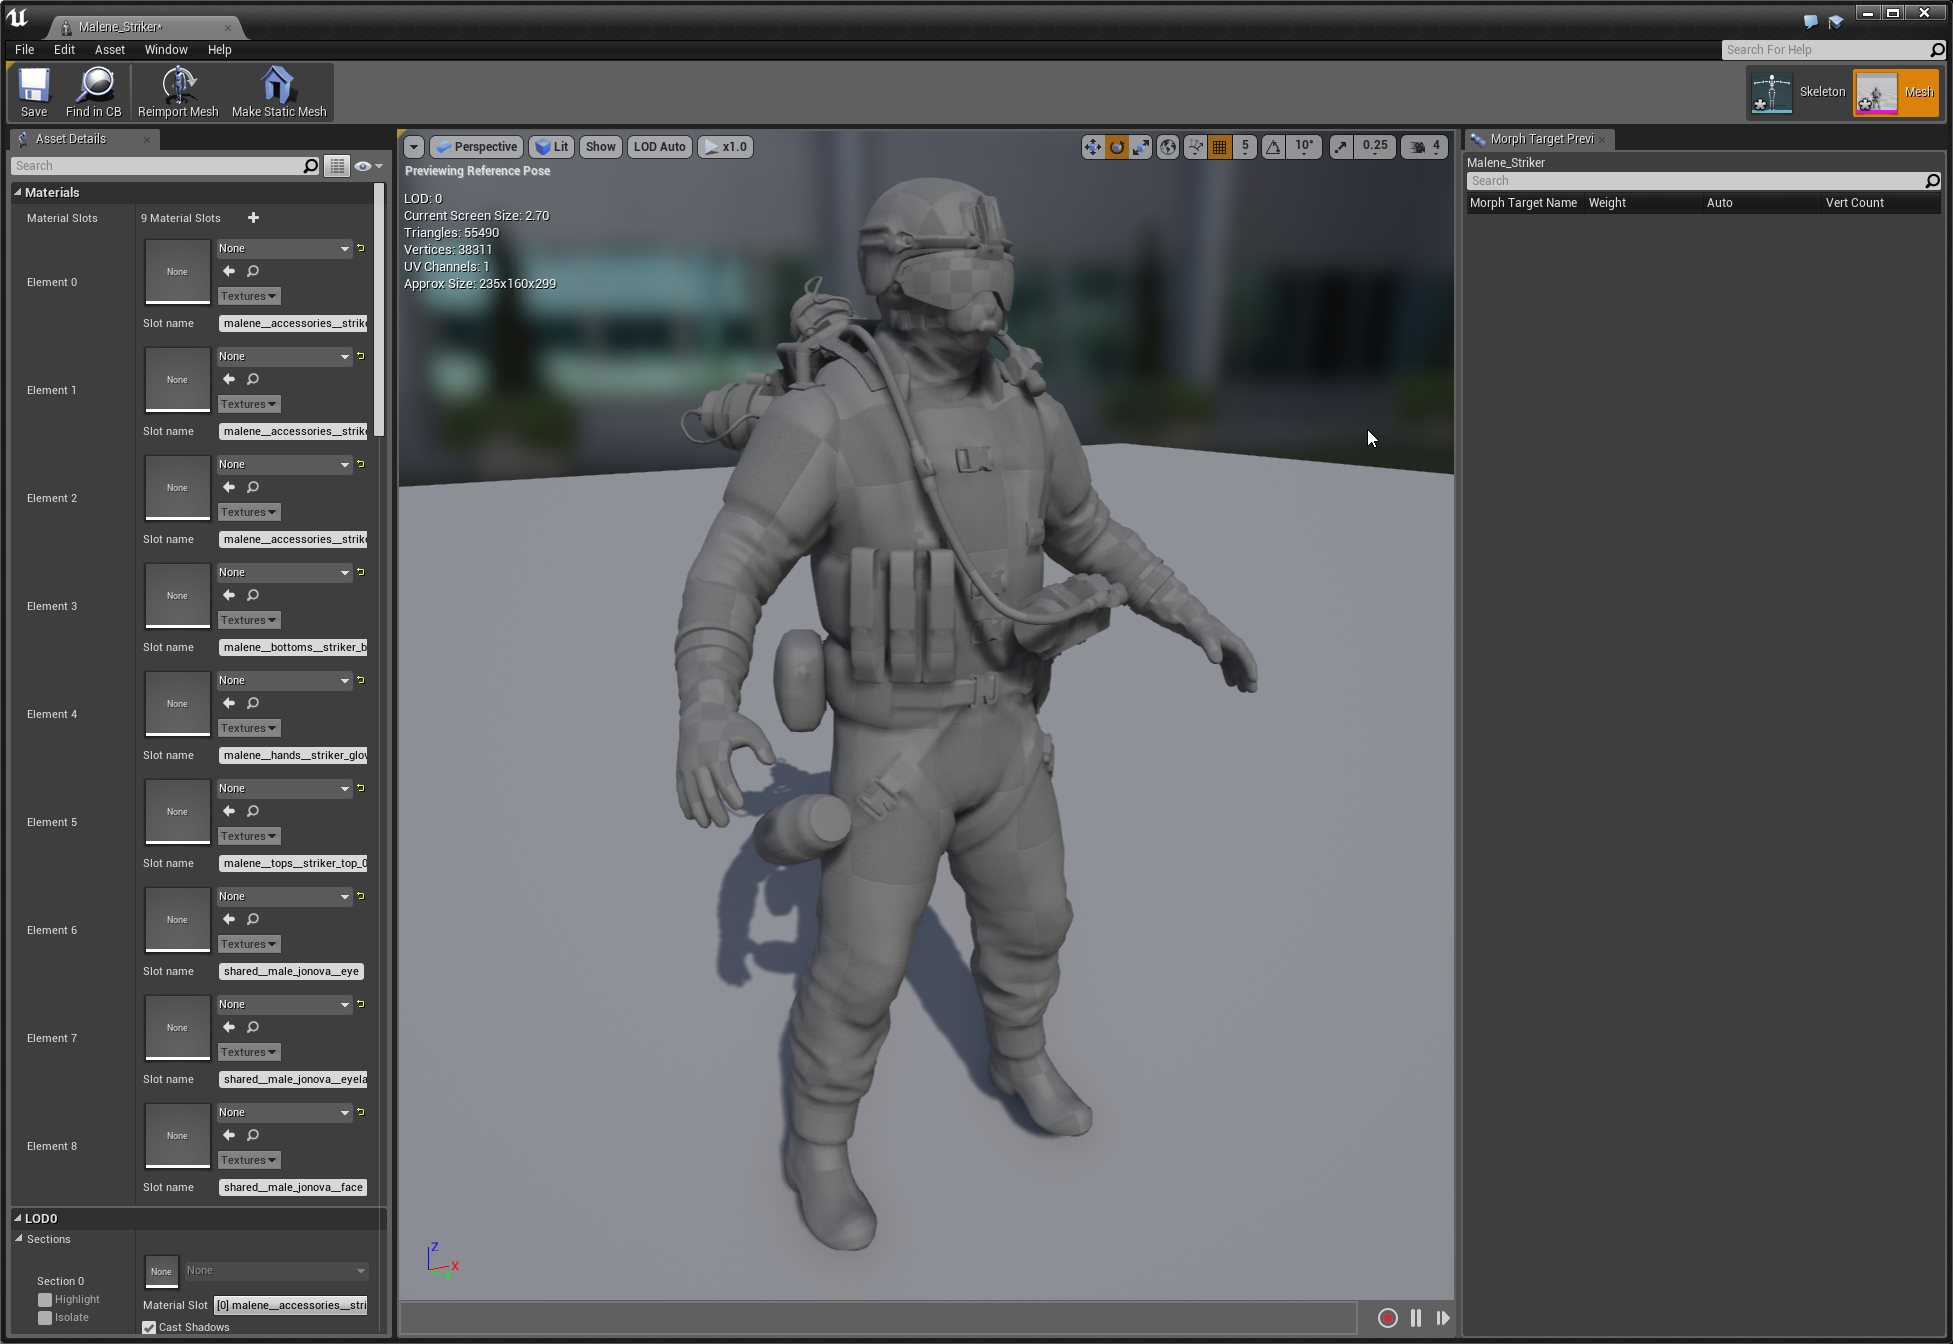 Malene_Striker*
File Edit Asset Window Help
Search For Help
Save
Find in CB
Reimport Mesh
Make Static Mesh
Skeleton
Mesh
Asset Details
Search
Materials
Material Slots
9 Material Slots
Element 0
None
None
Textures
Slot name
malene__accessories__strik
Element 1
None
None
Textures
Slot name
malene__accessories__strik
Element 2
None
None
Textures
Slot name
malene__accessories__strik
Element 3
None
None
Textures
Slot name
malene__bottoms__striker_b
Element 4
None
None
Textures
Slot name
malene__hands__striker_glov
Element 5
None
None
Textures
Slot name
malene__tops__striker_top_0
Element 6
None
None
Textures
Slot name
shared__male_jonova__eye
Element 7
None
None
Textures
Slot name
shared__male_jonova__eyela
Element 8
None
None
Textures
Slot name
shared__male_jonova__face
LOD0
Sections
Section 0
Highlight
Isolate
None
None
Material Slot
[0] malene__accessories__stri
Cast Shadows
Perspective
Lit
Show
LOD Auto
x1.0
5
10°
0.25
4
Previewing Reference Pose
LOD: 0
Current Screen Size: 2.70
Triangles: 55490
Vertices: 38311
UV Channels: 1
Approx Size: 235x160x299
Z
X
Y
Morph Target Previ
Malene_Striker
Search
Morph Target Name
Weight
Auto
Vert Count